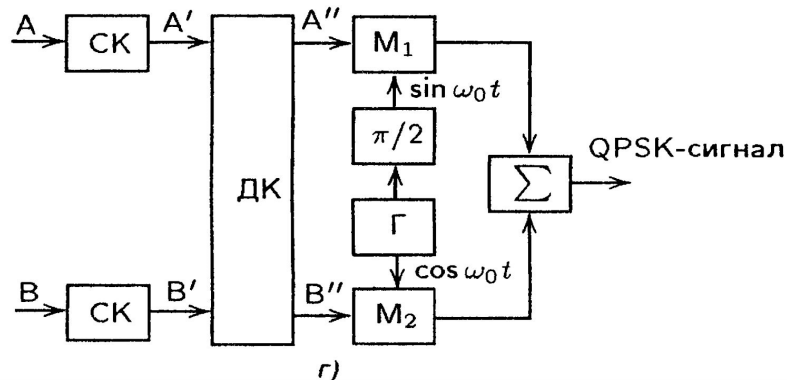 A
СК
A′
ДК
A″
M₁
sin ω₀t
π/2
QPSK-сигнал
Σ
Г
cos ω₀t
B
СК
B′
B″
M₂
г)